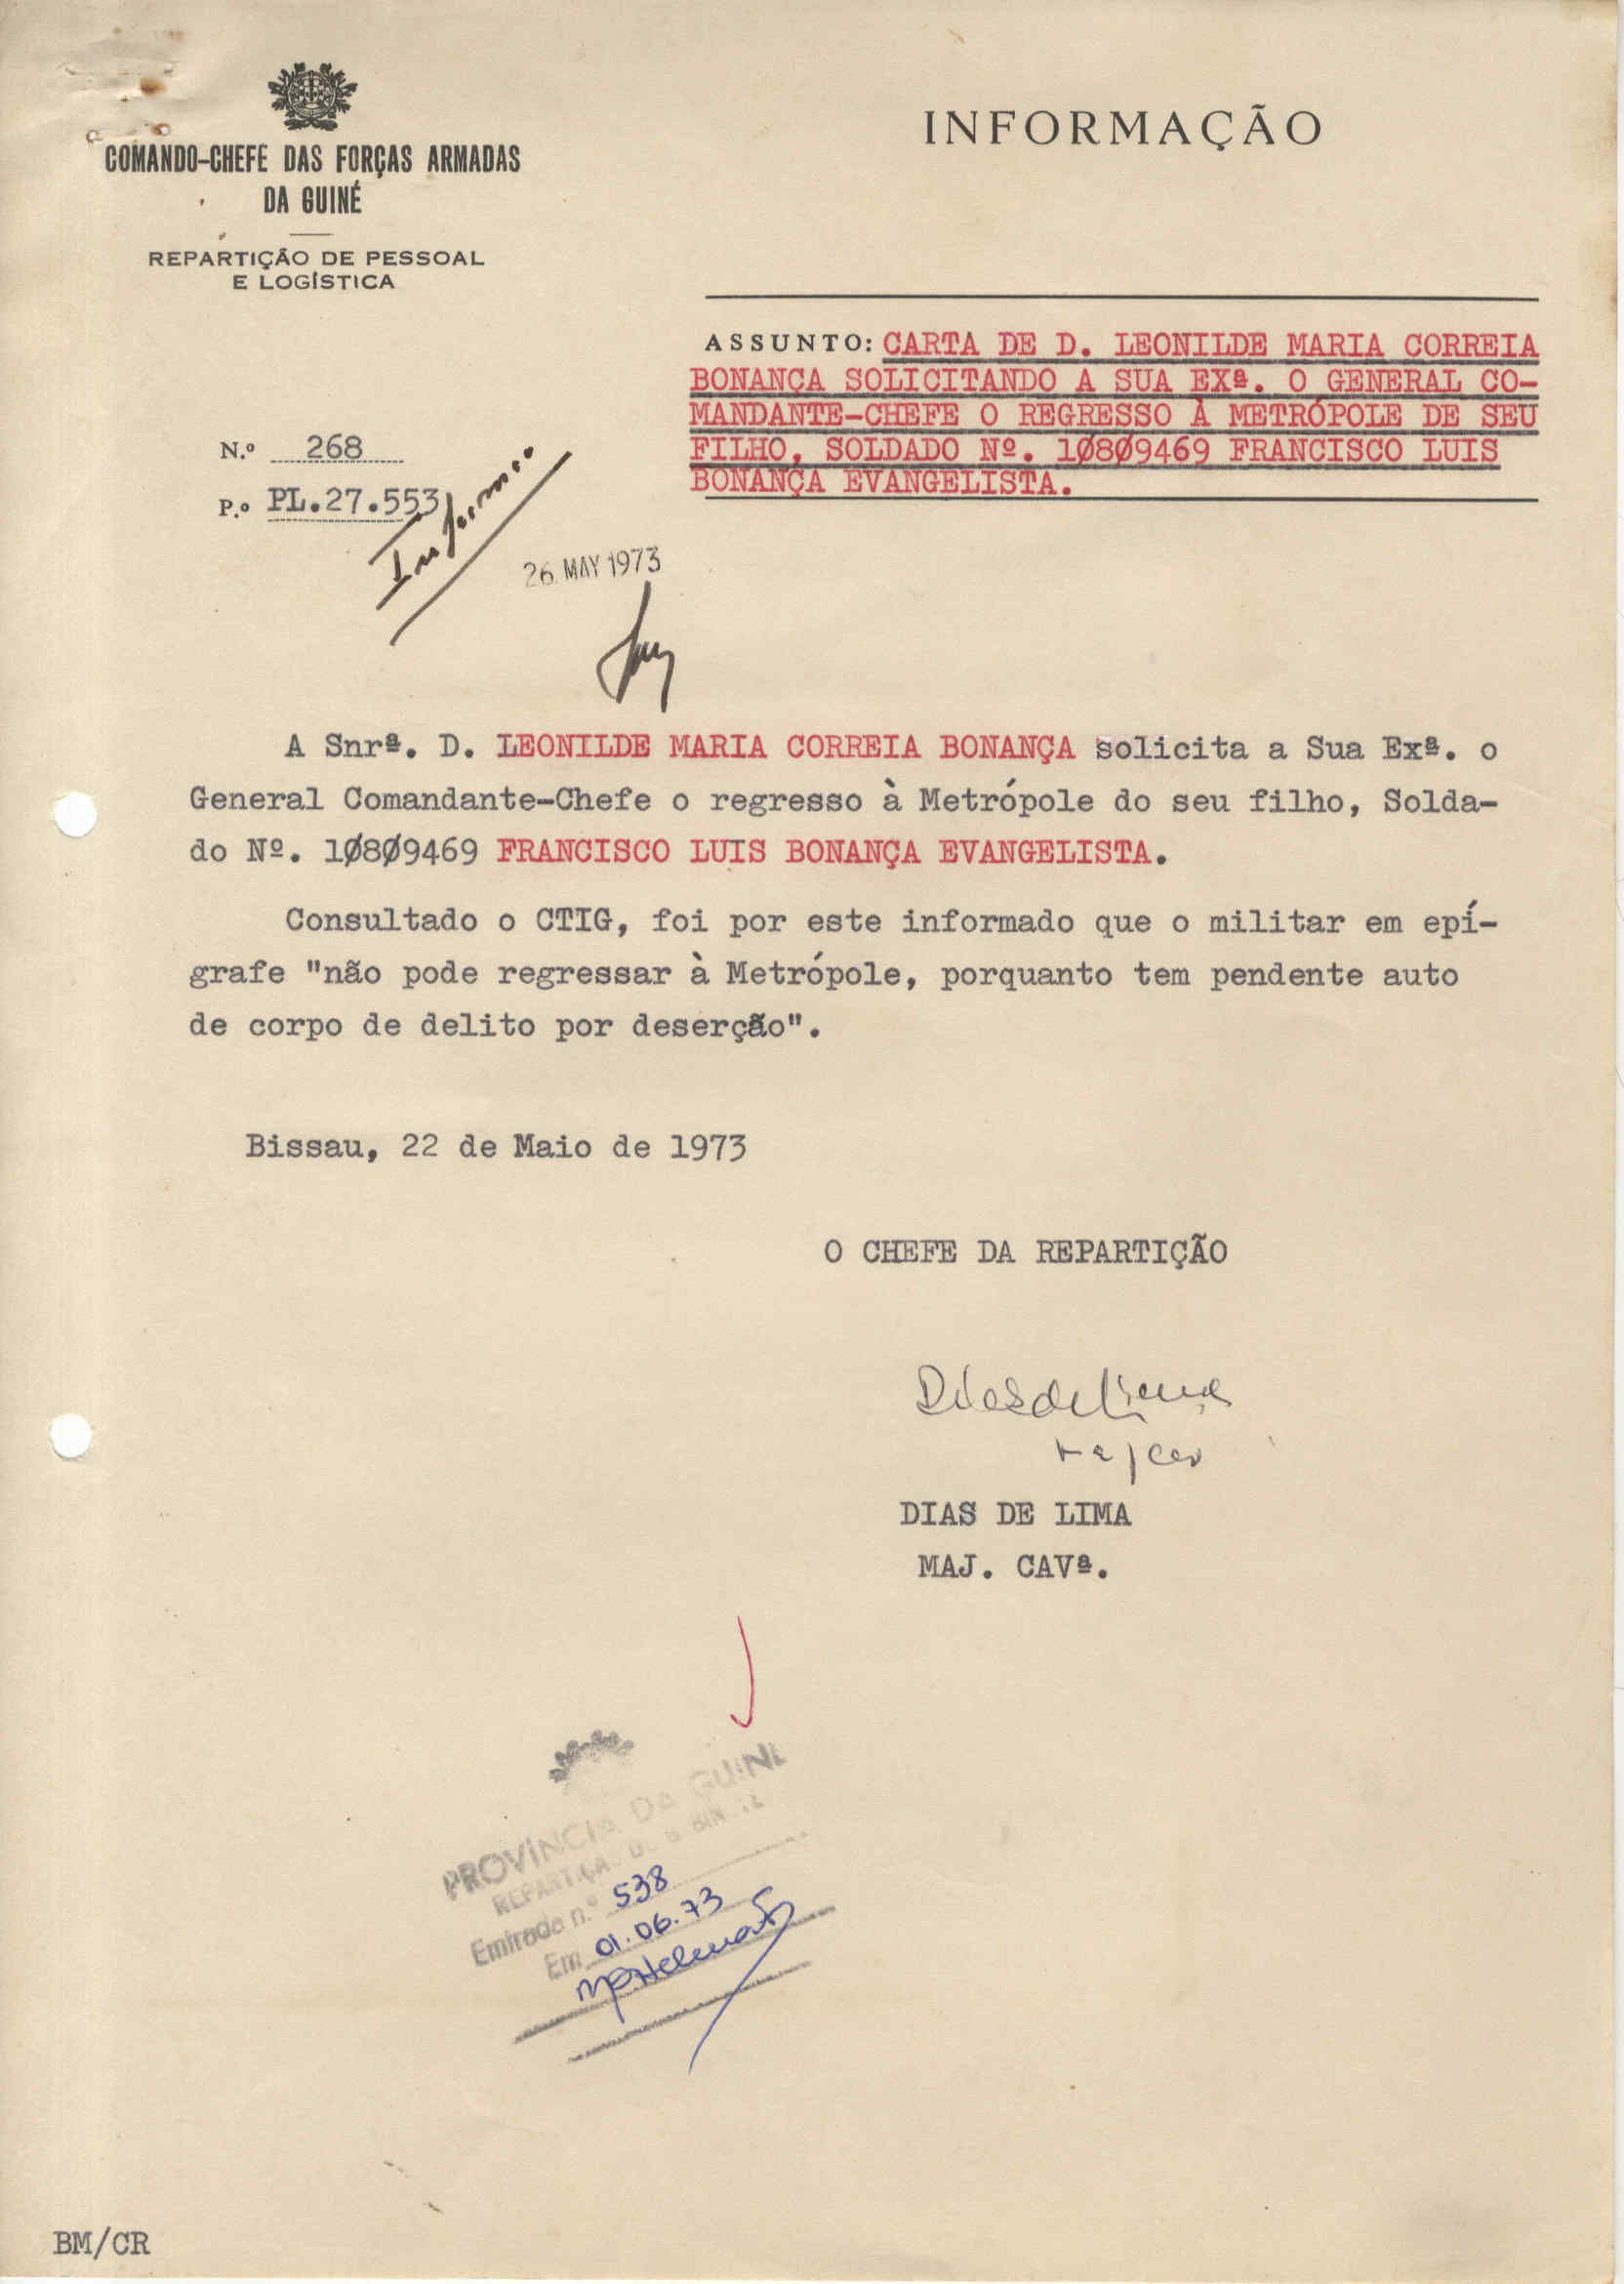 COMANDO-CHEFE DAS FORÇAS ARMADAS
DA GUINÉ
REPARTIÇÃO DE PESSOAL
E LOGÍSTICA
INFORMAÇÃO
ASSUNTO: CARTA DE D. LEONILDE MARIA CORREIA
BONANÇA SOLICITANDO A SUA EXª. O GENERAL CO-
MANDANTE-CHEFE O REGRESSO À METRÓPOLE DE SEU
FILHO, SOLDADO Nº. 10809469 FRANCISCO LUIS
BONANÇA EVANGELISTA.
N.º 268
P.º PL.27.553
26. MAY 1973
A Snrª. D. LEONILDE MARIA CORREIA BONANÇA solicita a Sua Exª. o
General Comandante-Chefe o regresso à Metrópole do seu filho, Solda-
do Nº. 10809469 FRANCISCO LUIS BONANÇA EVANGELISTA.
Consultado o CTIG, foi por este informado que o militar em epí-
grafe "não pode regressar à Metrópole, porquanto tem pendente auto
de corpo de delito por deserção".
Bissau, 22 de Maio de 1973
O CHEFE DA REPARTIÇÃO
Dias de Lima
DIAS DE LIMA
MAJ. CAVª.
PROVÍNCIA DA GUINÉ
Entrada n.º 538
Em 01.06.73
BM/CR